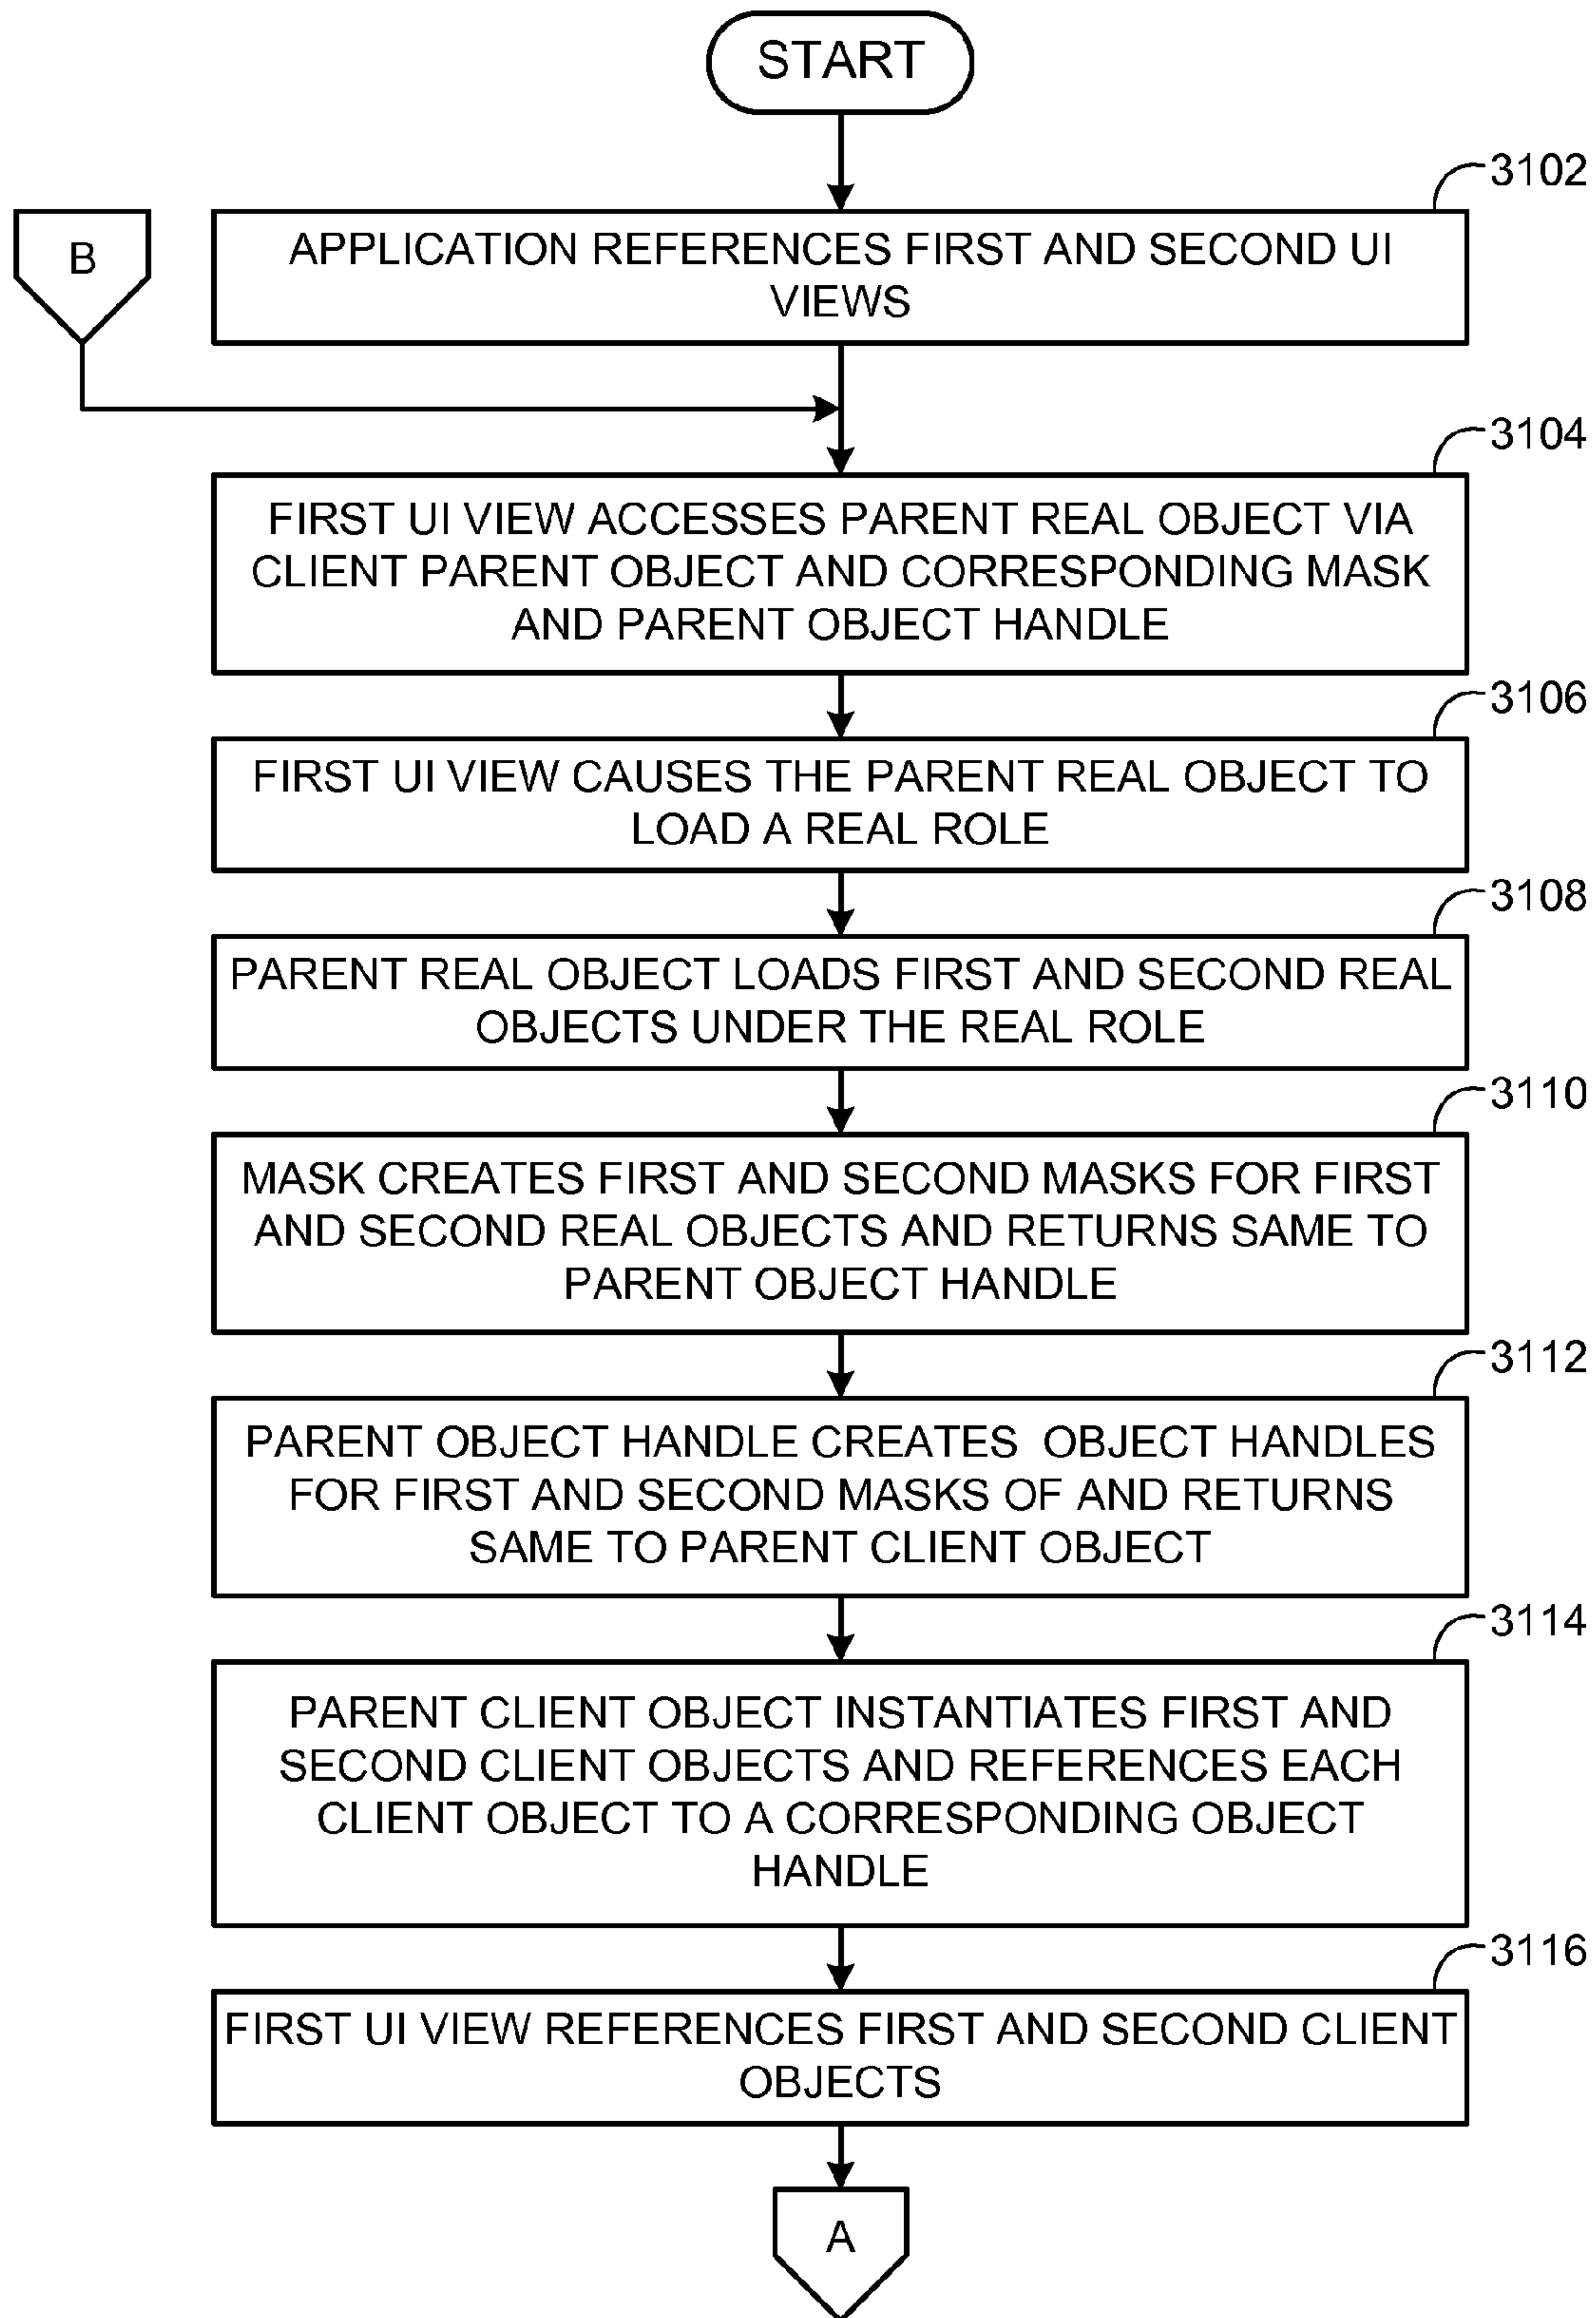 START
3102
B
APPLICATION REFERENCES FIRST AND SECOND UI
VIEWS
3104
FIRST UI VIEW ACCESSES PARENT REAL OBJECT VIA
CLIENT PARENT OBJECT AND CORRESPONDING MASK
AND PARENT OBJECT HANDLE
3106
FIRST UI VIEW CAUSES THE PARENT REAL OBJECT TO
LOAD A REAL ROLE
3108
PARENT REAL OBJECT LOADS FIRST AND SECOND REAL
OBJECTS UNDER THE REAL ROLE
3110
MASK CREATES FIRST AND SECOND MASKS FOR FIRST
AND SECOND REAL OBJECTS AND RETURNS SAME TO
PARENT OBJECT HANDLE
3112
PARENT OBJECT HANDLE CREATES OBJECT HANDLES
FOR FIRST AND SECOND MASKS OF AND RETURNS
SAME TO PARENT CLIENT OBJECT
3114
PARENT CLIENT OBJECT INSTANTIATES FIRST AND
SECOND CLIENT OBJECTS AND REFERENCES EACH
CLIENT OBJECT TO A CORRESPONDING OBJECT
HANDLE
3116
FIRST UI VIEW REFERENCES FIRST AND SECOND CLIENT
OBJECTS
A